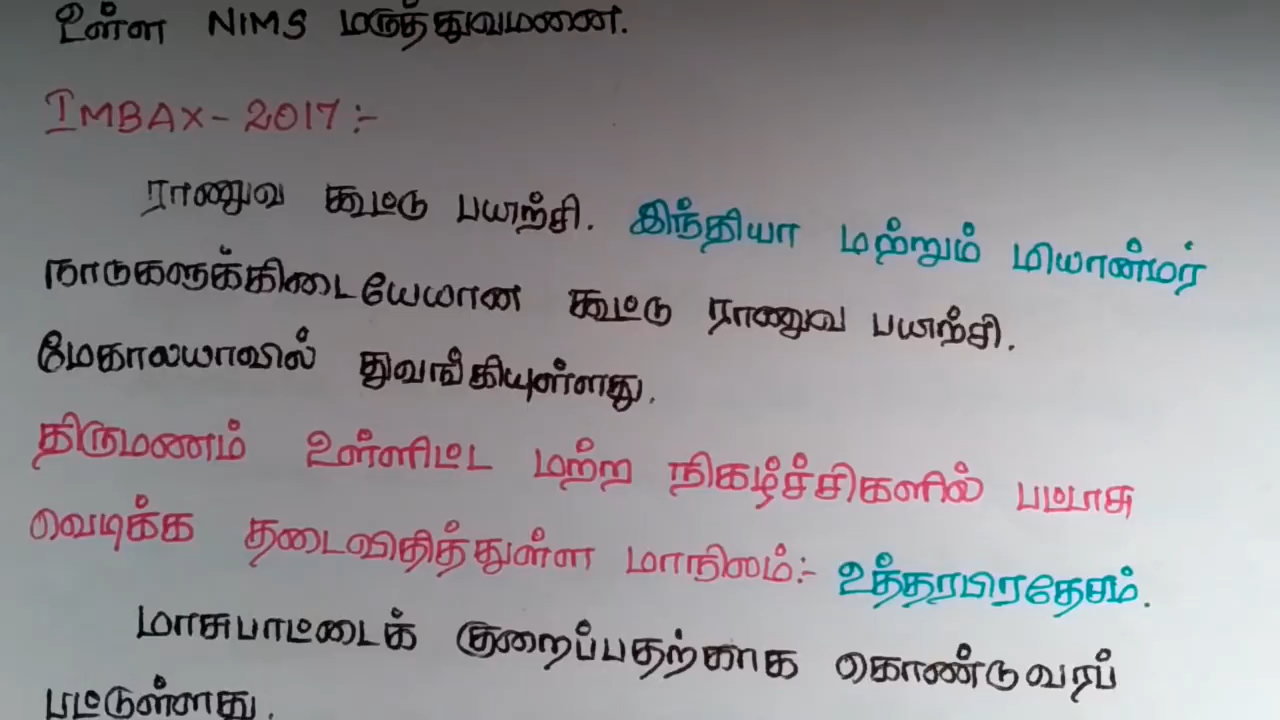 உள்ள NIMS மருத்துவமனை.
IMBAX-2017:-
ராணுவ கூட்டு பயிற்சி. இந்தியா மற்றும் மியான்மர்
நாடுகளுக்கிடையேயான கூட்டு ராணுவ பயிற்சி.
மேகாலயாவில் துவங்கியுள்ளது.
திருமணம் உள்ளிட்ட மற்ற நிகழ்ச்சிகளில் பட்டாசு
வெடிக்க தடைவிதித்துள்ள மாநிலம்:- உத்தரபிரதேசம்.
மாசுபாட்டைக் குறைப்பதற்காக கொண்டுவரப்
பட்டுள்ளது.